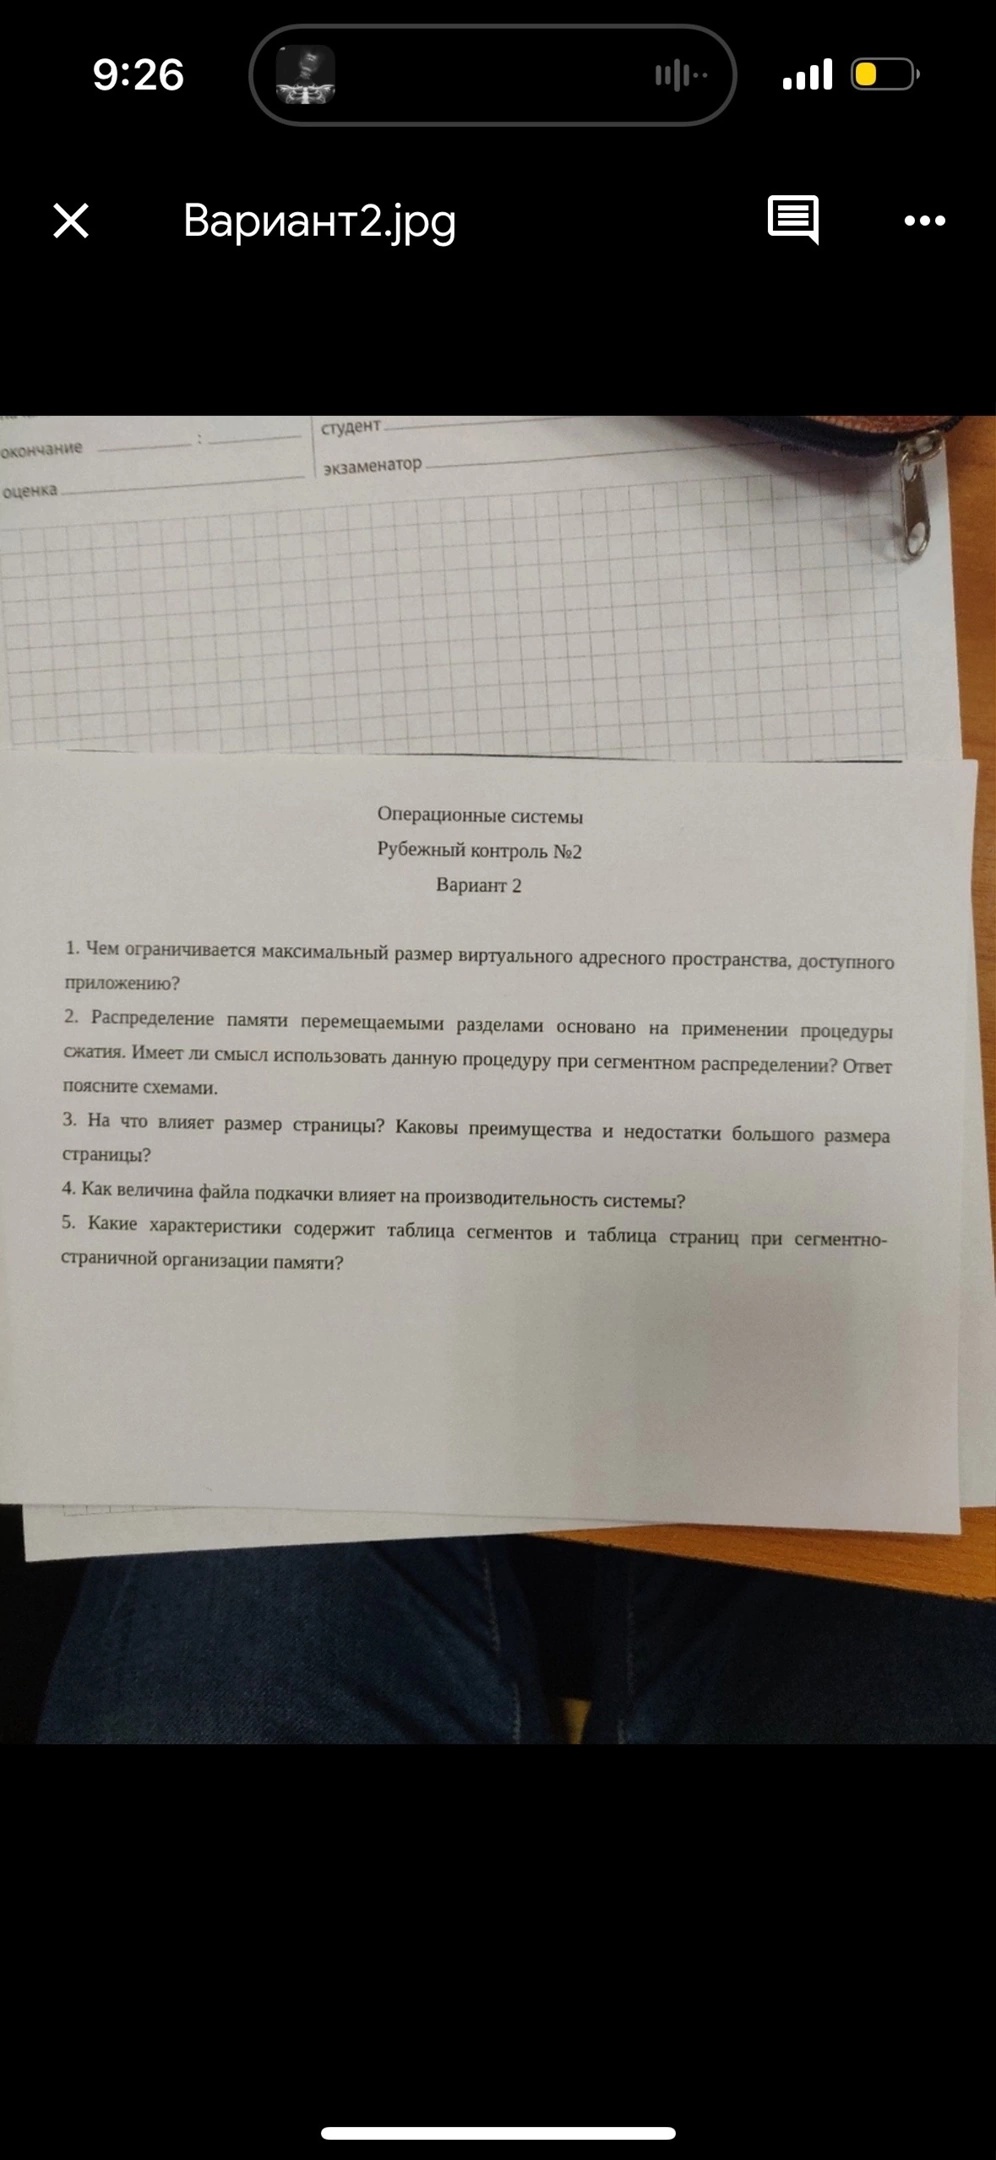 9:26
Вариант2.jpg
окончание :
студент
экзаменатор
оценка
Операционные системы
Рубежный контроль №2
Вариант 2
1. Чем ограничивается максимальный размер виртуального адресного пространства, доступного
приложению?
2. Распределение памяти перемещаемыми разделами основано на применении процедуры
сжатия. Имеет ли смысл использовать данную процедуру при сегментном распределении? Ответ
поясните схемами.
3. На что влияет размер страницы? Каковы преимущества и недостатки большого размера
страницы?
4. Как величина файла подкачки влияет на производительность системы?
5. Какие характеристики содержит таблица сегментов и таблица страниц при сегментно-
страничной организации памяти?